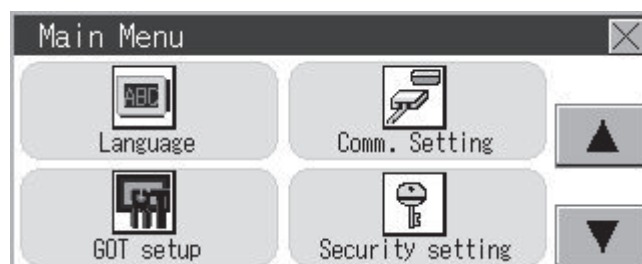 Main Menu
ABC
Language
Comm. Setting
GOT setup
Security setting